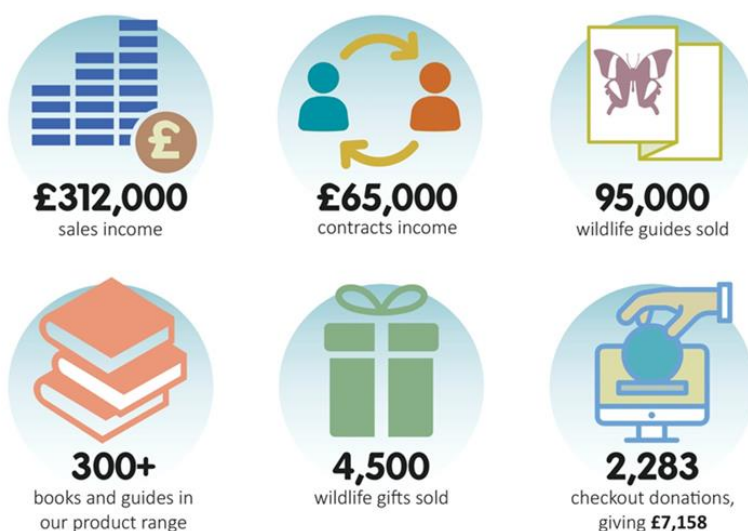 £
£312,000
sales income
£65,000
contracts income
95,000
wildlife guides sold
300+
books and guides in
our product range
4,500
wildlife gifts sold
2,283
checkout donations,
giving £7,158